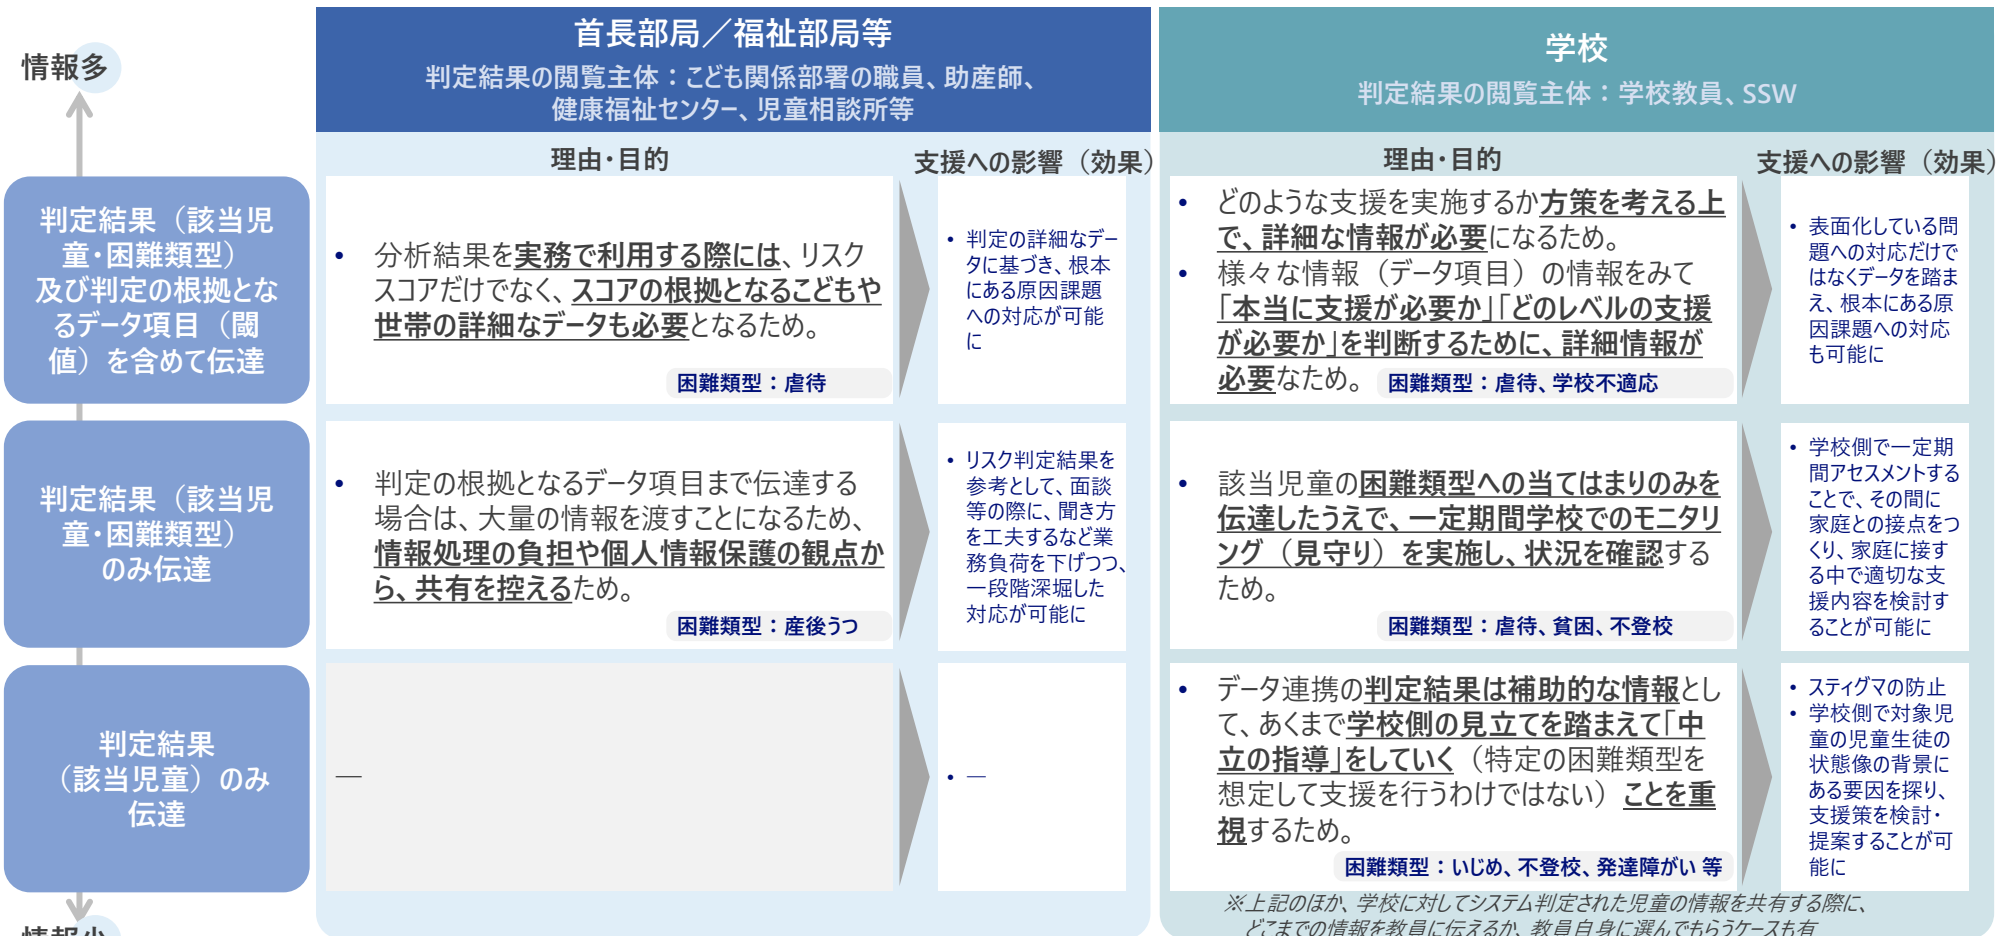 情報多
首長部局／福祉部局等
判定結果の閲覧主体：こども関係部署の職員、助産師、
健康福祉センター、児童相談所等
学校
判定結果の閲覧主体：学校教員、SSW
理由･目的
支援への影響（効果）
理由･目的
支援への影響（効果）
判定結果（該当児
童･困難類型）
及び判定の根拠とな
るデータ項目（閾
値）を含めて伝達
• 分析結果を実務で利用する際には、リスク
スコアだけでなく、スコアの根拠となるこどもや
世帯の詳細なデータも必要となるため。
困難類型：虐待
• 判定の詳細なデー
タに基づき、根本
にある原因課題
への対応が可能
に
• どのような支援を実施するか方策を考える上
で、詳細な情報が必要になるため。
• 様々な情報（データ項目）の情報をみて
｢本当に支援が必要か｣｢どのレベルの支援
が必要か｣を判断するために、詳細情報が
必要なため。
困難類型：虐待、学校不適応
• 表面化している問
題への対応だけで
はなくデータを踏ま
え、根本にある原
因課題への対応
も可能に
判定結果（該当児
童･困難類型）
のみ伝達
• 判定の根拠となるデータ項目まで伝達する
場合は、大量の情報を渡すことになるため、
情報処理の負担や個人情報保護の観点か
ら、共有を控えるため。
困難類型：産後うつ
• リスク判定結果を
参考として、面談
等の際に、聞き方
を工夫するなど業
務負荷を下げつつ、
一段階深堀した
対応が可能に
• 該当児童の困難類型への当てはまりのみを
伝達したうえで、一定期間学校でのモニタリ
ング（見守り）を実施し、状況を確認する
ため。
困難類型：虐待、貧困、不登校
• 学校側で一定期
間アセスメントする
ことで、その間に
家庭との接点をつ
くり、家庭に接す
る中で適切な支
援内容を検討す
ることが可能に
判定結果
（該当児童）のみ
伝達
―
• ―
• データ連携の判定結果は補助的な情報とし
て、あくまで学校側の見立てを踏まえて｢中
立の指導｣をしていく（特定の困難類型を
想定して支援を行うわけではない）ことを重
視するため。
困難類型：いじめ、不登校、発達障がい 等
• スティグマの防止
• 学校側で対象児
童の児童生徒の
状態像の背景に
ある要因を探り、
支援策を検討･
提案することが可
能に
※上記のほか、学校に対してシステム判定された児童の情報を共有する際に、
どこまでの情報を教員に伝えるか、教員自身に選んでもらうケースも有
情報少